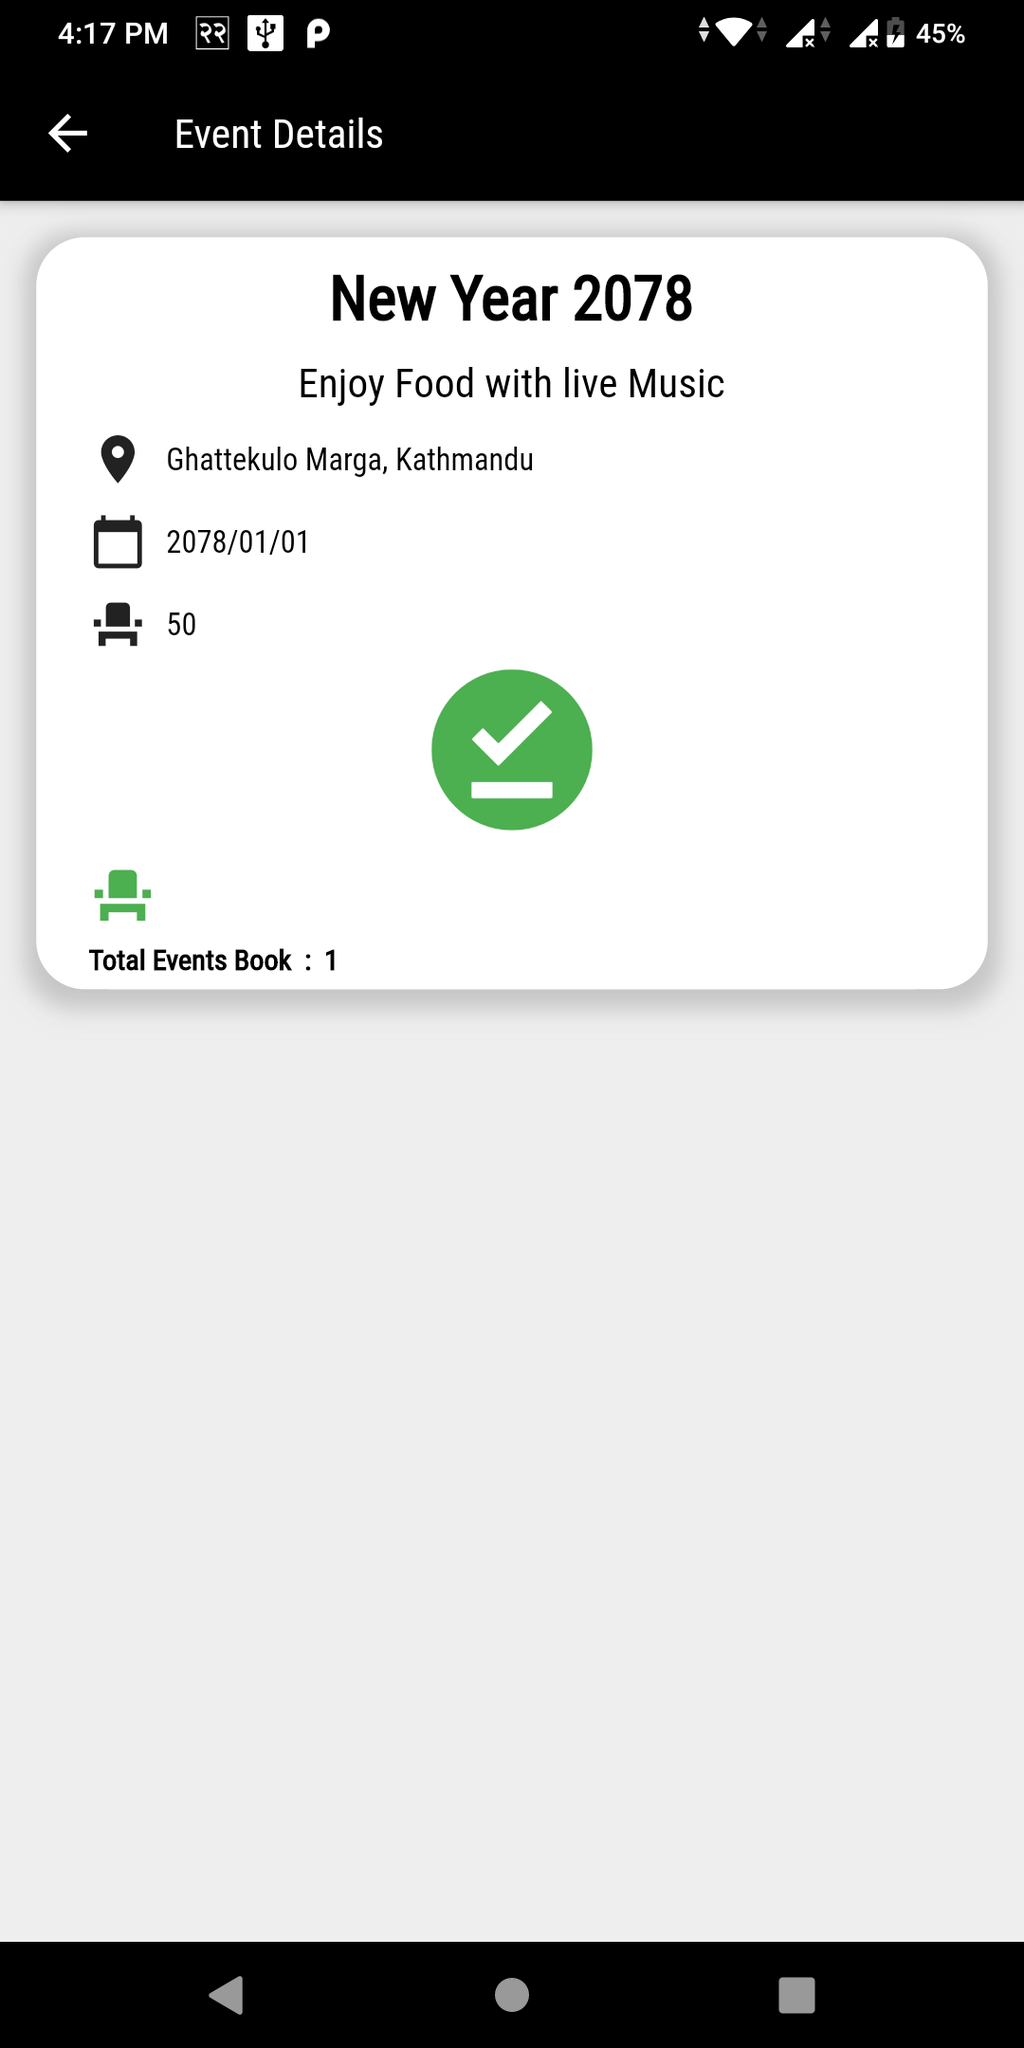 4:17 PM २२ 45%
Event Details
New Year 2078
Enjoy Food with live Music
Ghattekulo Marga, Kathmandu
2078/01/01
50
Total Events Book : 1